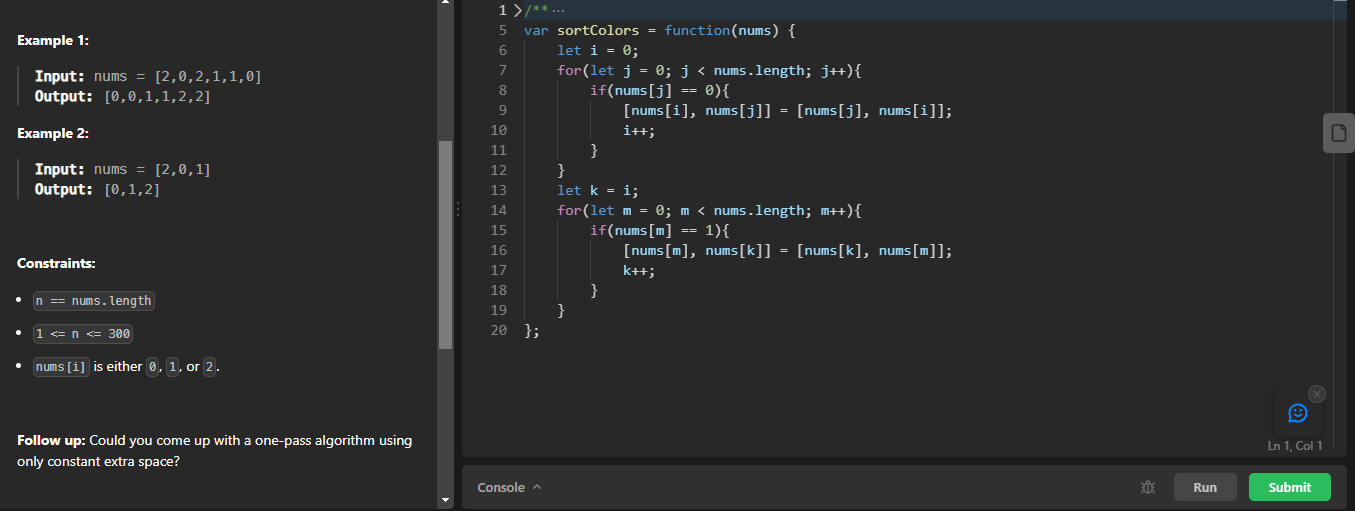 Example 1:
Input: nums = [2,0,2,1,1,0]
Output: [0,0,1,1,2,2]
Example 2:
Input: nums = [2,0,1]
Output: [0,1,2]
Constraints:
• n == nums.length
• 1 <= n <= 300
• nums[i] is either 0, 1, or 2.
Follow up: Could you come up with a one-pass algorithm using
only constant extra space?
1 /** ···
5 var sortColors = function(nums) {
6     let i = 0;
7     for(let j = 0; j < nums.length; j++){
8         if(nums[j] == 0){
9             [nums[i], nums[j]] = [nums[j], nums[i]];
10             i++;
11         }
12     }
13     let k = i;
14     for(let m = 0; m < nums.length; m++){
15         if(nums[m] == 1){
16             [nums[m], nums[k]] = [nums[k], nums[m]];
17             k++;
18         }
19     }
20 };
Ln 1, Col 1
Console
Run
Submit